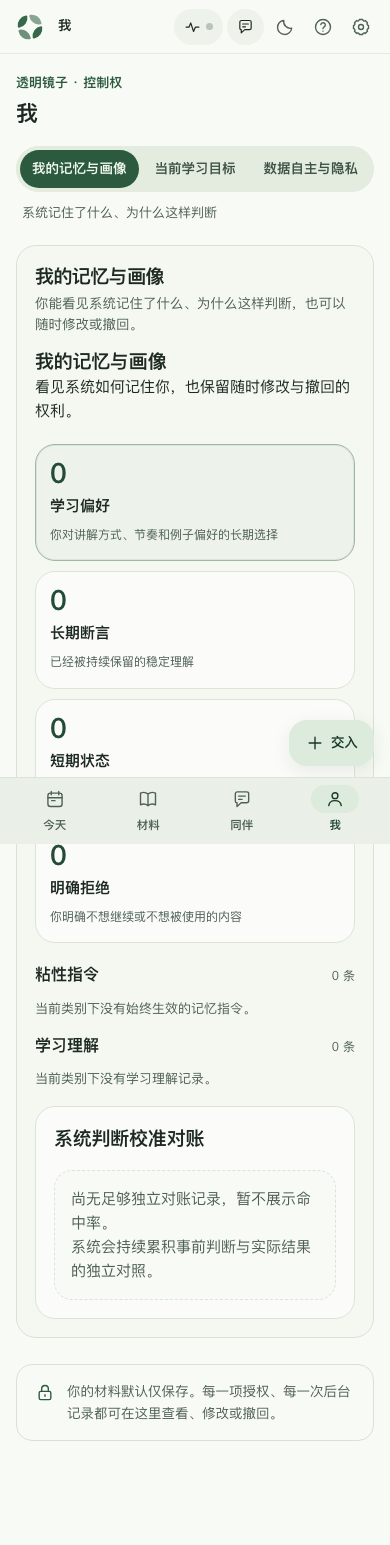 我
透明镜子 · 控制权
我
我的记忆与画像
当前学习目标
数据自主与隐私
系统记住了什么、为什么这样判断
我的记忆与画像
你能看见系统记住了什么、为什么这样判断，也可以
随时修改或撤回。
我的记忆与画像
看见系统如何记住你，也保留随时修改与撤回的
权利。
0
学习偏好
你对讲解方式、节奏和例子偏好的长期选择
0
长期断言
已经被持续保留的稳定理解
0
短期状态
交入
今天
材料
同伴
我
0
明确拒绝
你明确不想继续或不想被使用的内容
粘性指令
0 条
当前类别下没有始终生效的记忆指令。
学习理解
0 条
当前类别下没有学习理解记录。
系统判断校准对账
尚无足够独立对账记录，暂不展示命
中率。
系统会持续累积事前判断与实际结果
的独立对照。
你的材料默认仅保存。每一项授权、每一次后台
记录都可在这里查看、修改或撤回。